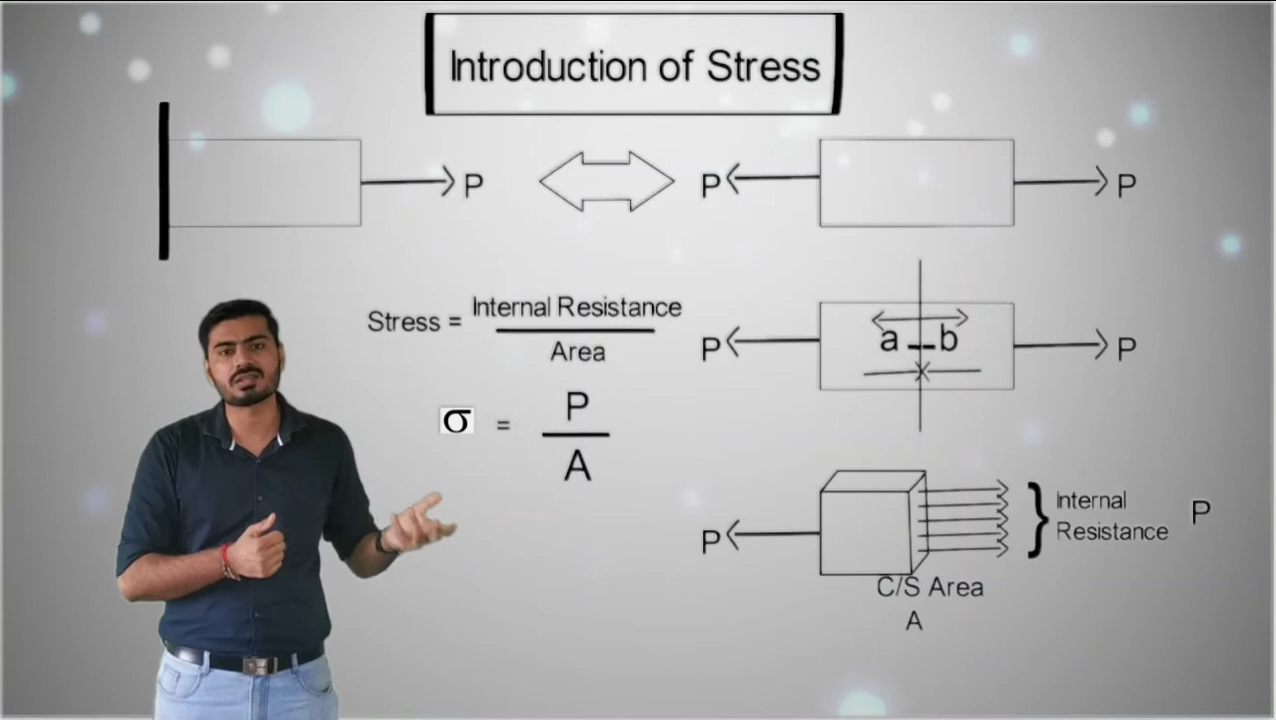 Introduction of Stress
P
P
P
Stress = Internal Resistance
Area
P
a
b
P
σ = P
A
P
Internal
Resistance
P
C/S Area
A